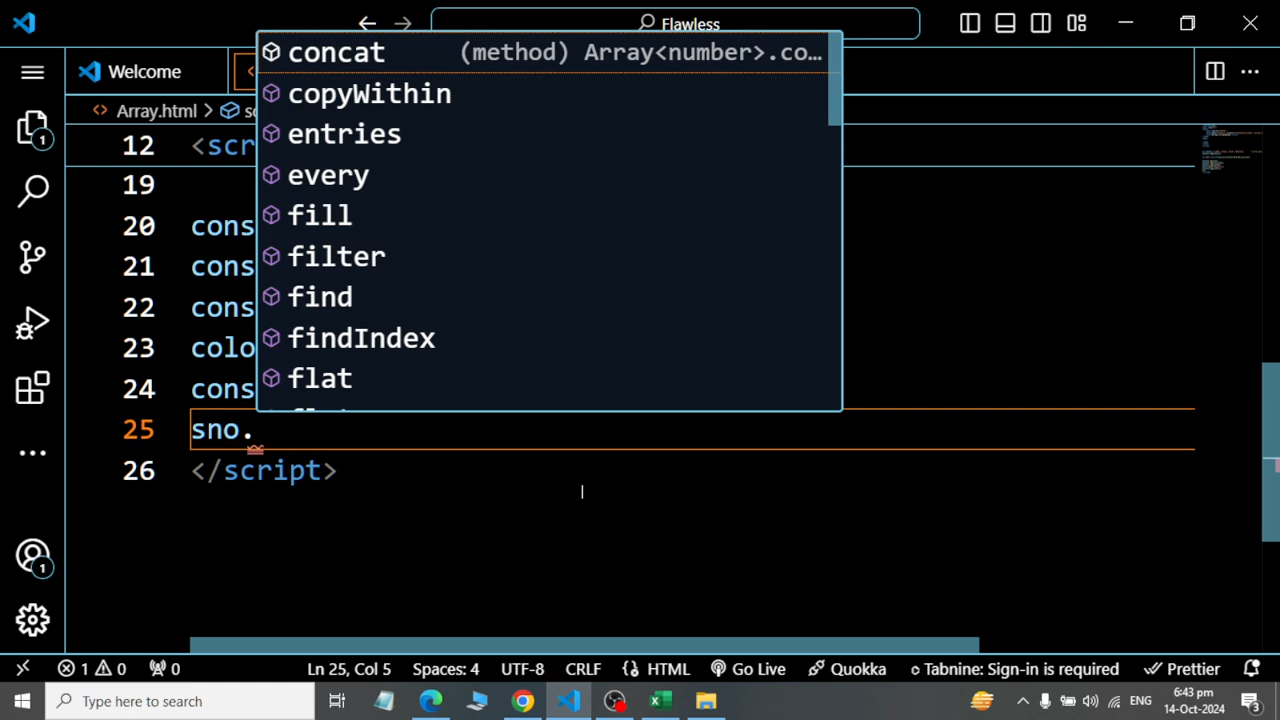 Flawless
Welcome
concat (method) Array<number>.co…
copyWithin
entries
every
fill
filter
find
findIndex
flat
Array.html
12 <scr
19
20 cons
21 cons
22 cons
23 colo
24 cons
25 sno.
26 </script>
1
1
1 0 0 Ln 25, Col 5 Spaces: 4 UTF-8 CRLF HTML Go Live Quokka Tabnine: Sign-in is required Prettier
Type here to search
ENG 6:43 pm
14-Oct-2024 3